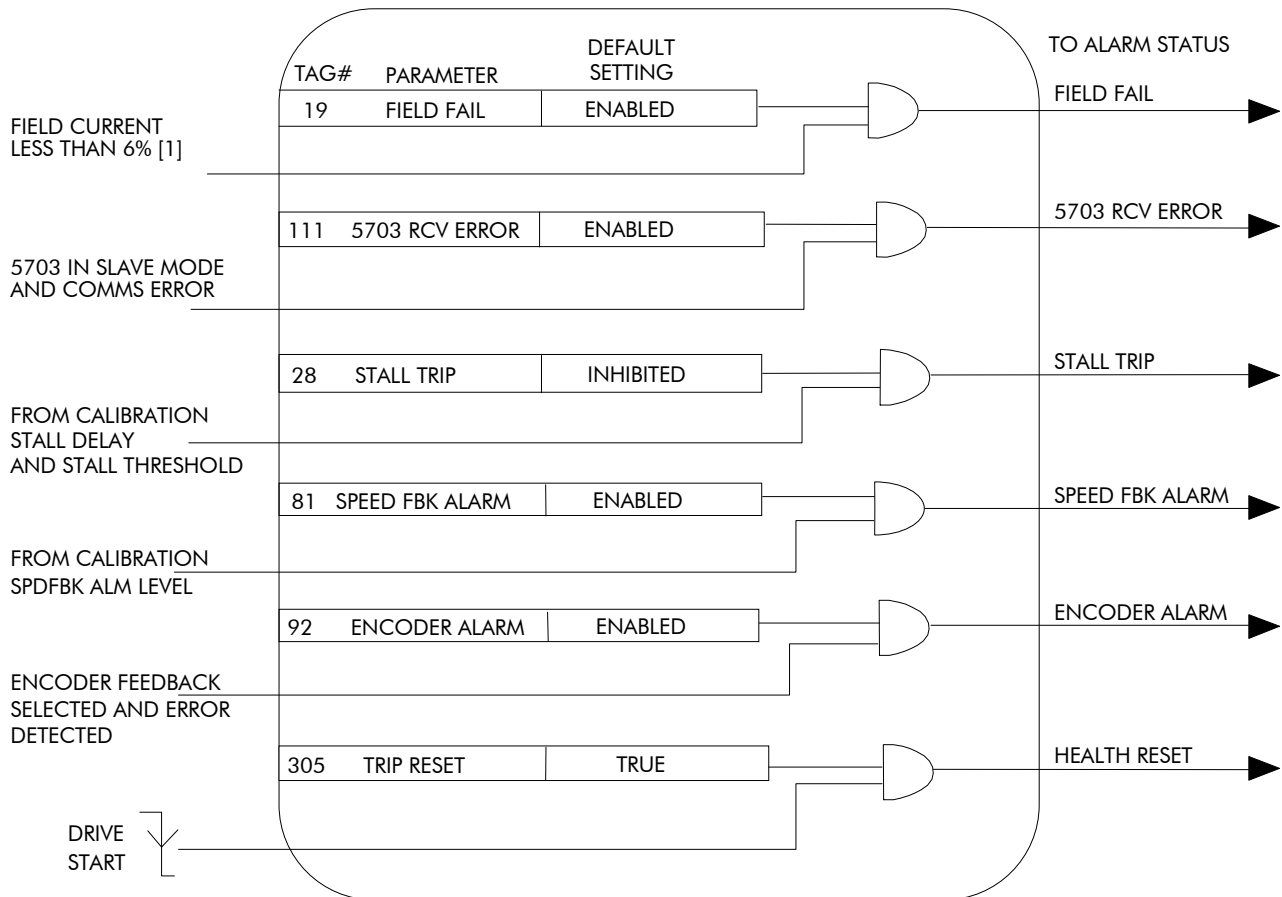 DEFAULT
SETTING
TO ALARM STATUS
TAG# PARAMETER
19 FIELD FAIL ENABLED
FIELD FAIL
FIELD CURRENT
LESS THAN 6% [1]
111 5703 RCV ERROR ENABLED
5703 RCV ERROR
5703 IN SLAVE MODE
AND COMMS ERROR
28 STALL TRIP INHIBITED
STALL TRIP
FROM CALIBRATION
STALL DELAY
AND STALL THRESHOLD
81 SPEED FBK ALARM ENABLED
SPEED FBK ALARM
FROM CALIBRATION
SPDFBK ALM LEVEL
92 ENCODER ALARM ENABLED
ENCODER ALARM
ENCODER FEEDBACK
SELECTED AND ERROR
DETECTED
305 TRIP RESET TRUE
HEALTH RESET
DRIVE
START